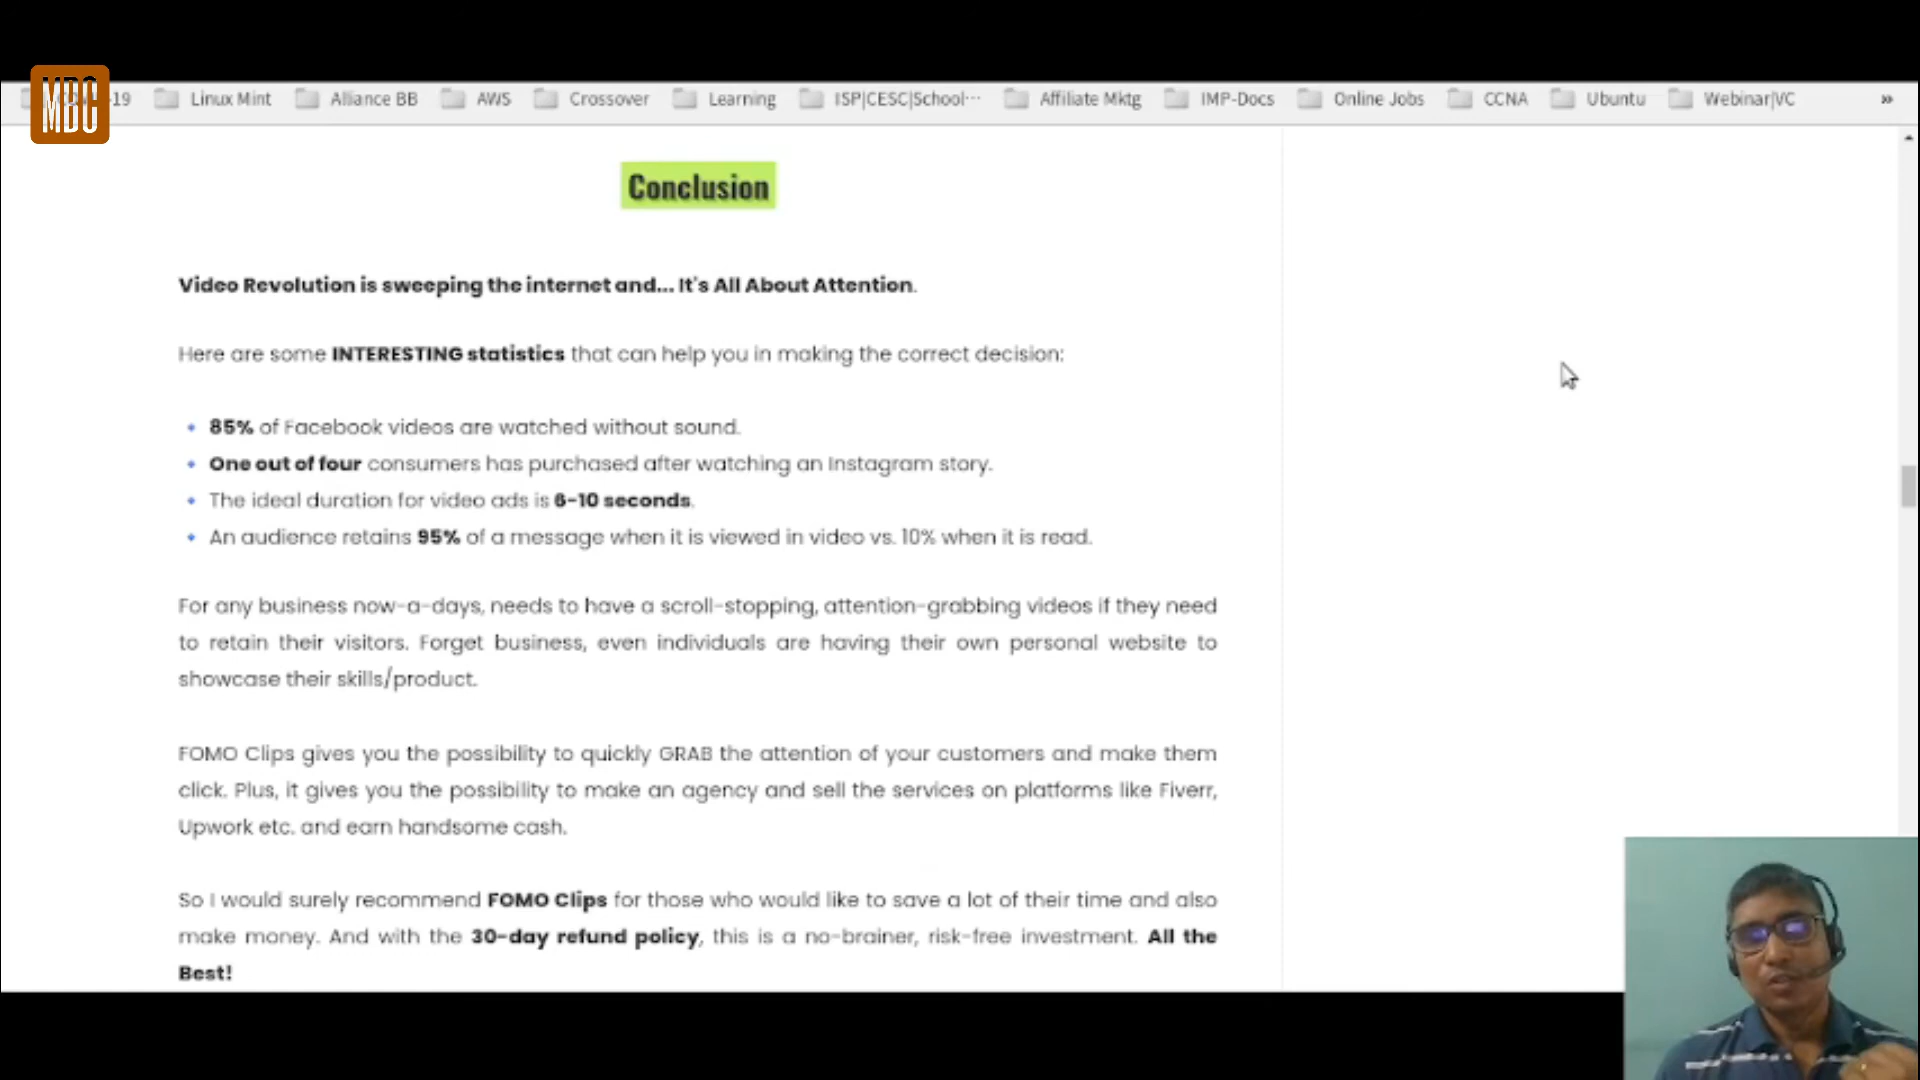 MBC
19 Linux Mint Alliance BB AWS Crossover Learning ISP|CESC|School··· Affiliate Mktg IMP-Docs Online Jobs CCNA Ubuntu Webinar|VC »
Conclusion
Video Revolution is sweeping the internet and... It's All About Attention.
Here are some INTERESTING statistics that can help you in making the correct decision:
85% of Facebook videos are watched without sound.
One out of four consumers has purchased after watching an Instagram story.
The ideal duration for video ads is 6-10 seconds.
An audience retains 95% of a message when it is viewed in video vs. 10% when it is read.
For any business now-a-days, needs to have a scroll-stopping, attention-grabbing videos if they need
to retain their visitors. Forget business, even individuals are having their own personal website to
showcase their skills/product.
FOMO Clips gives you the possibility to quickly GRAB the attention of your customers and make them
click. Plus, it gives you the possibility to make an agency and sell the services on platforms like Fiverr,
Upwork etc. and earn handsome cash.
So I would surely recommend FOMO Clips for those who would like to save a lot of their time and also
make money. And with the 30-day refund policy, this is a no-brainer, risk-free investment. All the
Best!